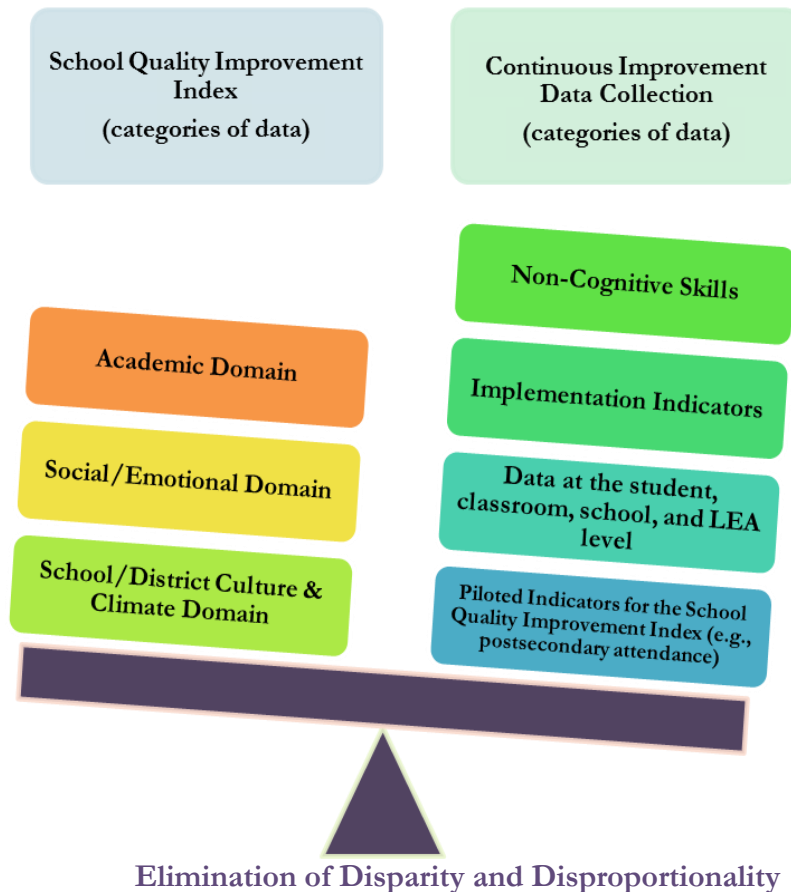 School Quality Improvement
Index
(categories of data)
Continuous Improvement
Data Collection
(categories of data)
Academic Domain
Social/Emotional Domain
School/District Culture &
Climate Domain
Non-Cognitive Skills
Implementation Indicators
Data at the student,
classroom, school, and LEA
level
Piloted Indicators for the School
Quality Improvement Index (e.g.,
postsecondary attendance)
Elimination of Disparity and Disproportionality